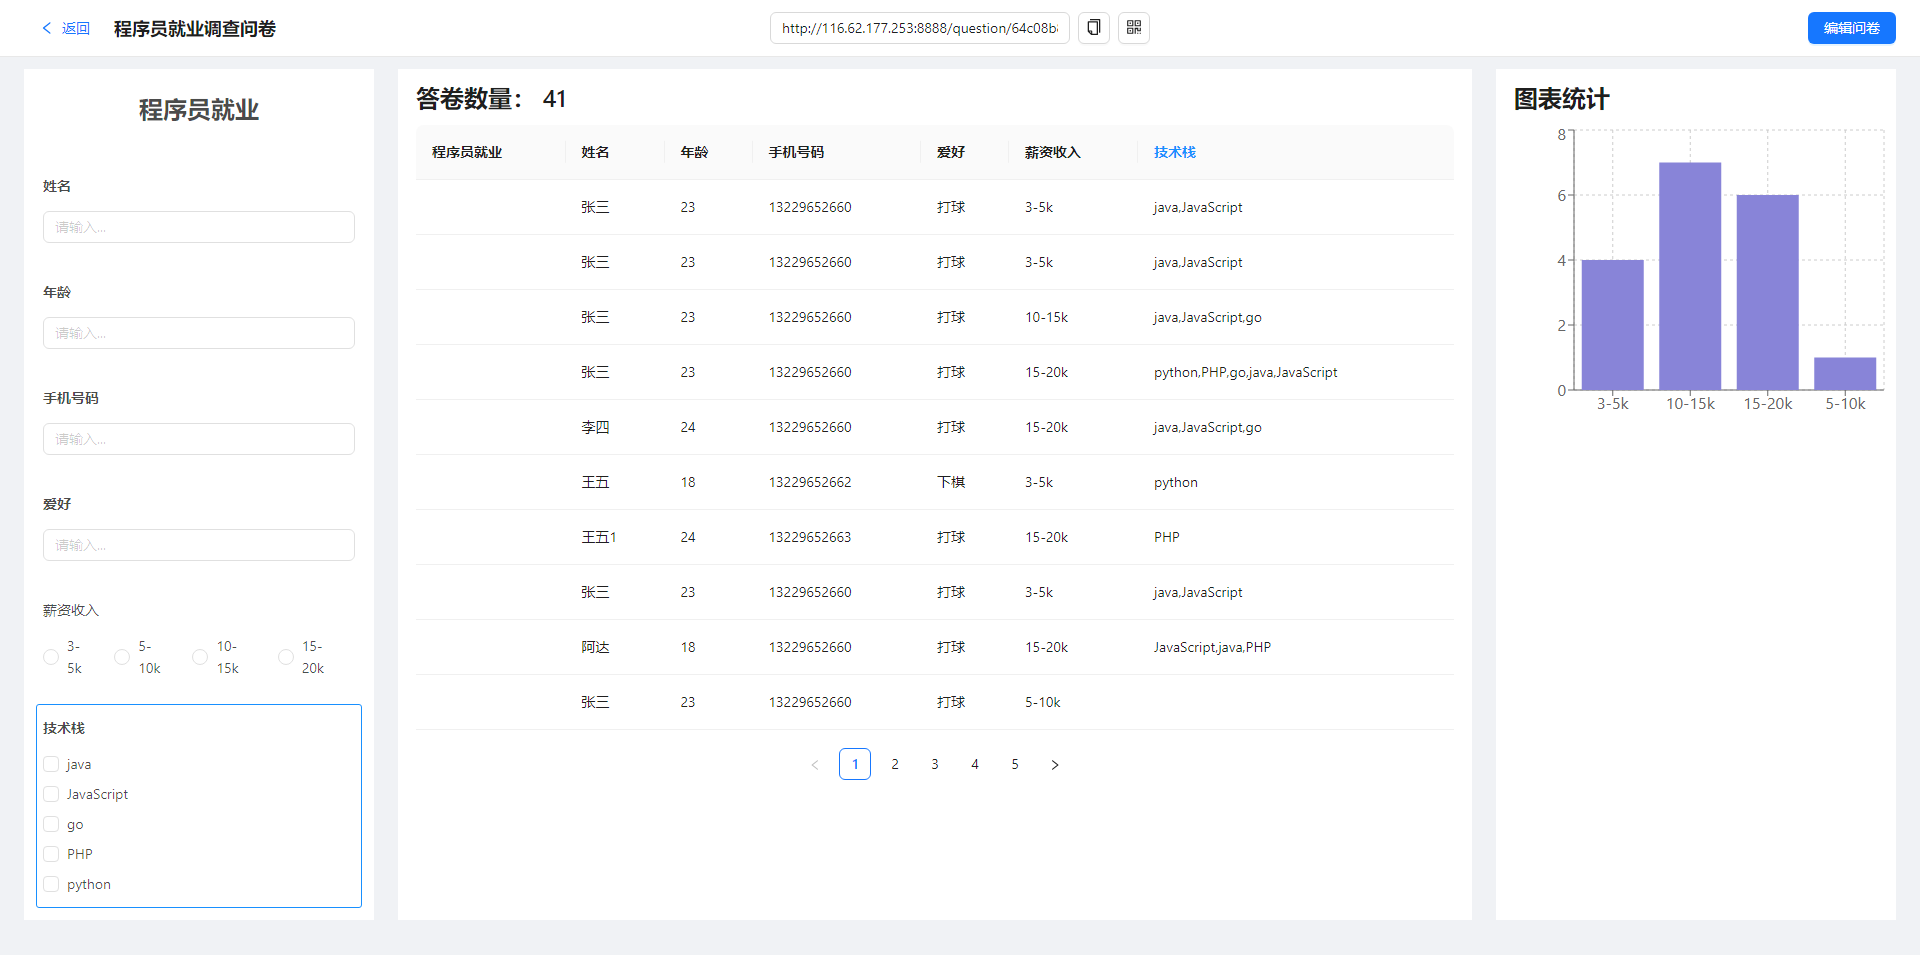 返回 程序员就业调查问卷 http://116.62.177.253:8888/question/64c08b 编辑问卷
程序员就业
姓名
请输入...
年龄
请输入...
手机号码
请输入...
爱好
请输入...
薪资收入
3-5k 5-10k 10-15k 15-20k
技术栈
java
JavaScript
go
PHP
python
答卷数量： 41
程序员就业 姓名 年龄 手机号码 爱好 薪资收入 技术栈
张三 23 13229652660 打球 3-5k java,JavaScript
张三 23 13229652660 打球 3-5k java,JavaScript
张三 23 13229652660 打球 10-15k java,JavaScript,go
张三 23 13229652660 打球 15-20k python,PHP,go,java,JavaScript
李四 24 13229652660 打球 15-20k java,JavaScript,go
王五 18 13229652662 下棋 3-5k python
王五1 24 13229652663 打球 15-20k PHP
张三 23 13229652660 打球 3-5k java,JavaScript
阿达 18 13229652660 打球 15-20k JavaScript,java,PHP
张三 23 13229652660 打球 5-10k
1 2 3 4 5
图表统计
8
6
4
2
0
3-5k 10-15k 15-20k 5-10k